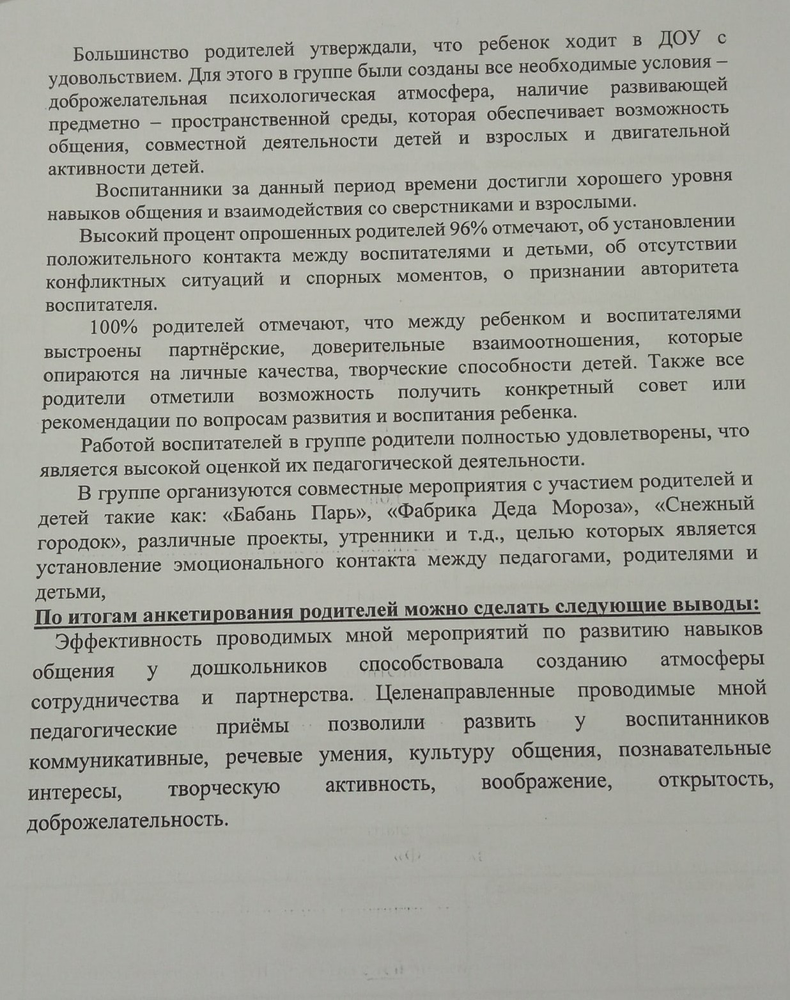 Большинство родителей утверждали, что ребенок ходит в ДОУ с
удовольствием. Для этого в группе были созданы все необходимые условия –
доброжелательная психологическая атмосфера, наличие развивающей
предметно – пространственной среды, которая обеспечивает возможность
общения, совместной деятельности детей и взрослых и двигательной
активности детей.
Воспитанники за данный период времени достигли хорошего уровня
навыков общения и взаимодействия со сверстниками и взрослыми.
Высокий процент опрошенных родителей 96% отмечают, об установлении
положительного контакта между воспитателями и детьми, об отсутствии
конфликтных ситуаций и спорных моментов, о признании авторитета
воспитателя.
100% родителей отмечают, что между ребенком и воспитателями
выстроены партнёрские, доверительные взаимоотношения, которые
опираются на личные качества, творческие способности детей. Также все
родители отметили возможность получить конкретный совет или
рекомендации по вопросам развития и воспитания ребенка.
Работой воспитателей в группе родители полностью удовлетворены, что
является высокой оценкой их педагогической деятельности.
В группе организуются совместные мероприятия с участием родителей и
детей такие как: «Бабань Парь», «Фабрика Деда Мороза», «Снежный
городок», различные проекты, утренники и т.д., целью которых является
установление эмоционального контакта между педагогами, родителями и
детьми,
По итогам анкетирования родителей можно сделать следующие выводы:
Эффективность проводимых мной мероприятий по развитию навыков
общения у дошкольников способствовала созданию атмосферы
сотрудничества и партнерства. Целенаправленные проводимые мной
педагогические приёмы позволили развить у воспитанников
коммуникативные, речевые умения, культуру общения, познавательные
интересы, творческую активность, воображение, открытость,
доброжелательность.